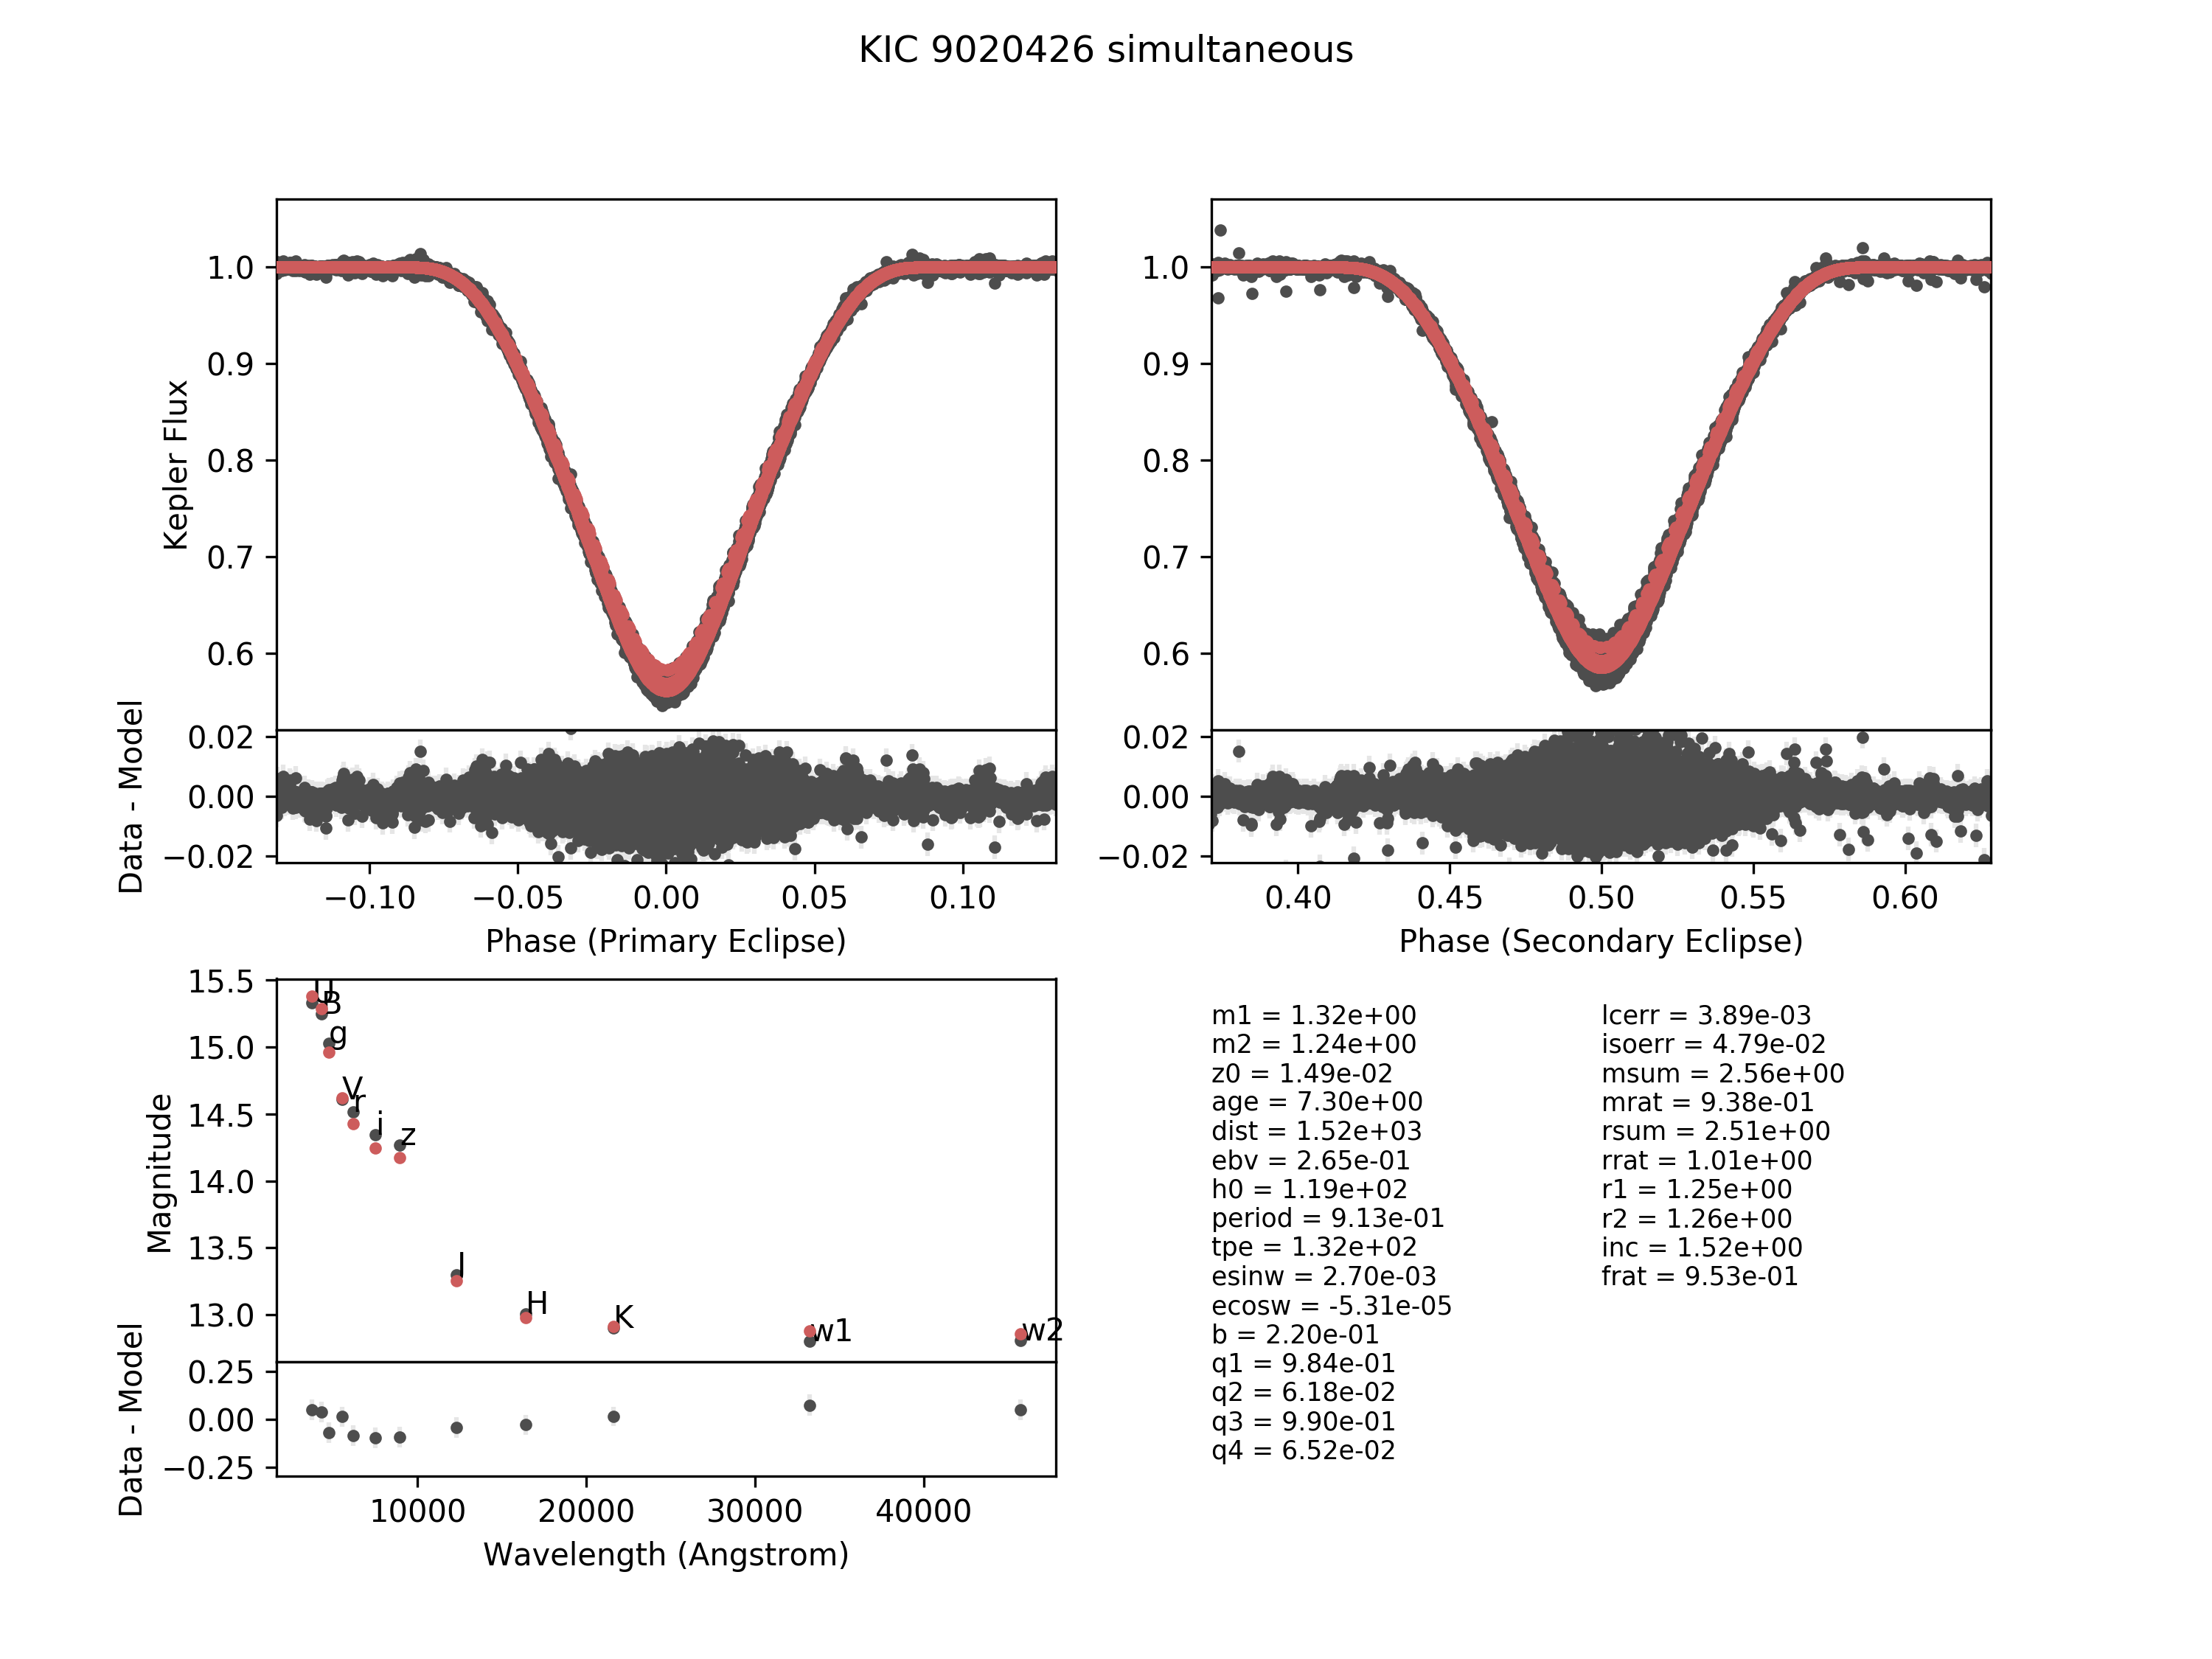 KIC 9020426 simultaneous
1.0
0.9
0.8
0.7
0.6
Kepler Flux
0.02
0.00
−0.02
Data - Model
−0.10 −0.05 0.00 0.05 0.10
Phase (Primary Eclipse)
1.0
0.9
0.8
0.7
0.6
0.02
0.00
−0.02
0.40 0.45 0.50 0.55 0.60
Phase (Secondary Eclipse)
15.5
15.0
14.5
14.0
13.5
13.0
Magnitude
U
B
g
V
r
i
z
J
H
K
w1
w2
0.25
0.00
−0.25
Data - Model
10000 20000 30000 40000
Wavelength (Angstrom)
m1 = 1.32e+00
m2 = 1.24e+00
z0 = 1.49e-02
age = 7.30e+00
dist = 1.52e+03
ebv = 2.65e-01
h0 = 1.19e+02
period = 9.13e-01
tpe = 1.32e+02
esinw = 2.70e-03
ecosw = -5.31e-05
b = 2.20e-01
q1 = 9.84e-01
q2 = 6.18e-02
q3 = 9.90e-01
q4 = 6.52e-02
lcerr = 3.89e-03
isoerr = 4.79e-02
msum = 2.56e+00
mrat = 9.38e-01
rsum = 2.51e+00
rrat = 1.01e+00
r1 = 1.25e+00
r2 = 1.26e+00
inc = 1.52e+00
frat = 9.53e-01